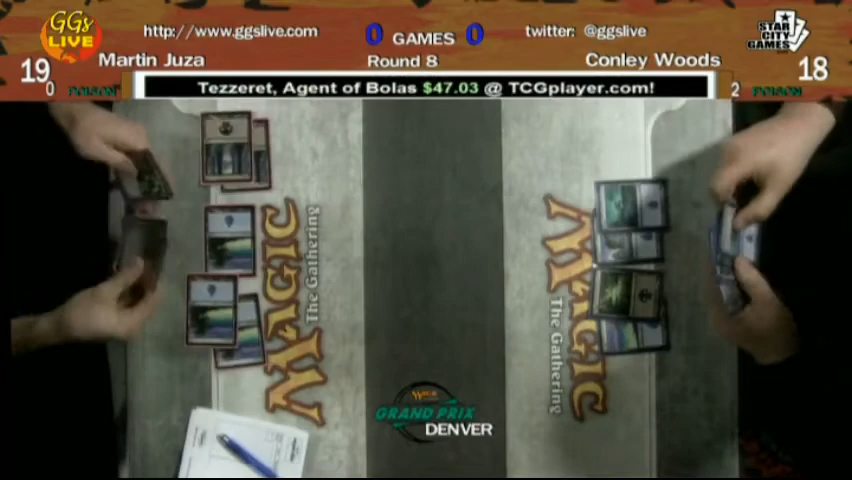 GGs
LIVE
http://www.ggslive.com
0 GAMES 0
twitter: @ggslive
STAR
CITY
GAMES
19
Martin Juza
Round 8
Conley Woods
18
0 POISON
Tezzeret, Agent of Bolas $47.03 @ TCGplayer.com!
2 POISON
MAGIC
The Gathering
MAGIC
The Gathering
MAGIC
GRAND PRIX
DENVER